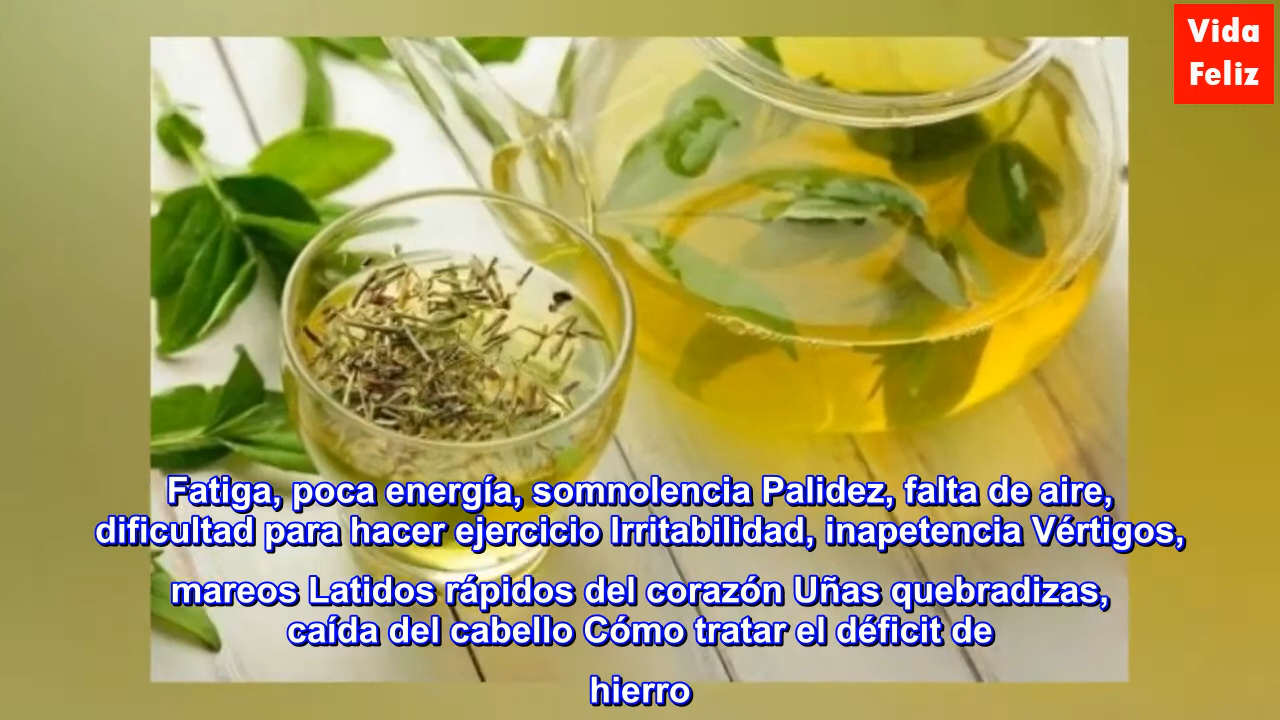 Vida
Feliz
Fatiga, poca energía, somnolencia Palidez, falta de aire,
dificultad para hacer ejercicio Irritabilidad, inapetencia Vértigos,
mareos Latidos rápidos del corazón Uñas quebradizas,
caída del cabello Cómo tratar el déficit de
hierro